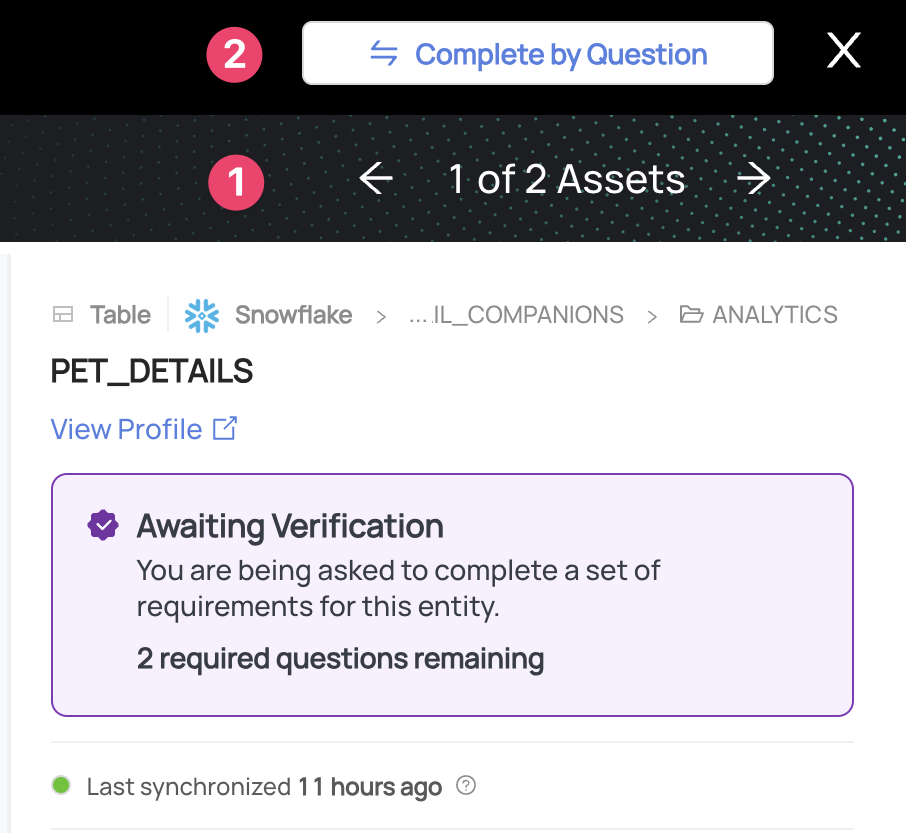 2 Complete by Question X
1 1 of 2 Assets
Table Snowflake > ... IL_COMPANIONS > ANALYTICS
PET_DETAILS
View Profile
Awaiting Verification
You are being asked to complete a set of
requirements for this entity.
2 required questions remaining
Last synchronized 11 hours ago ?